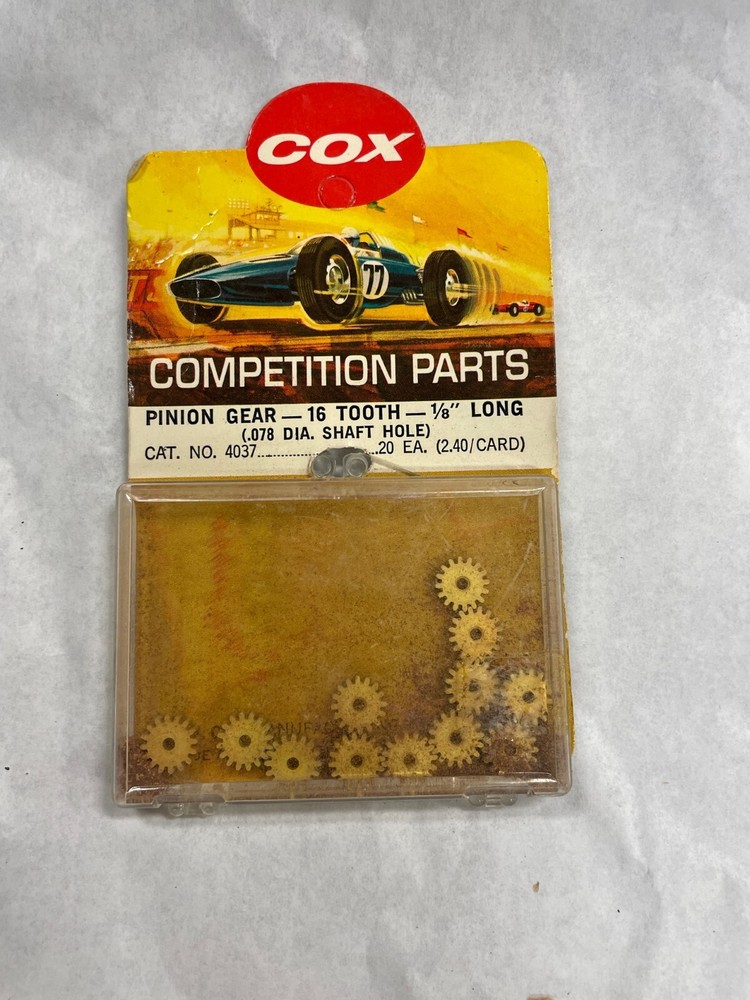 COX
77
COMPETITION PARTS
PINION GEAR — 16 TOOTH — 1/8" LONG
(.078 DIA. SHAFT HOLE)
CAT. NO. 4037....................20 EA. (2.40/CARD)